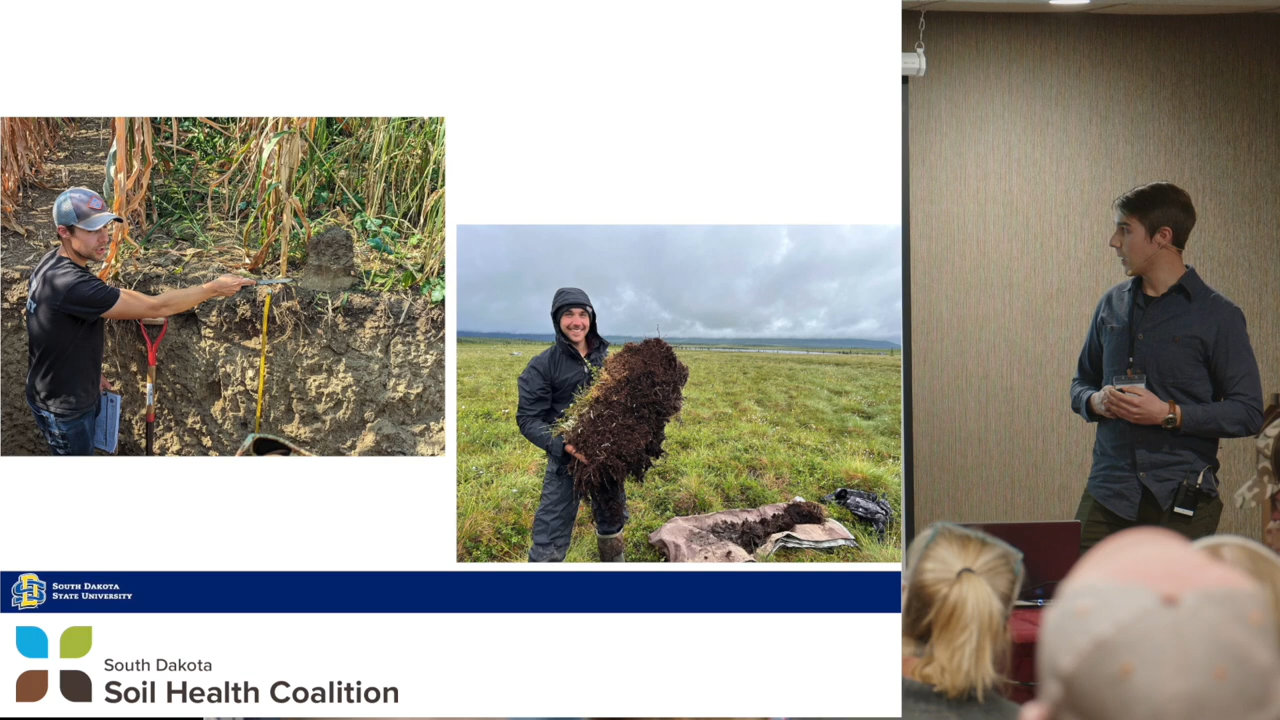 South Dakota
State University
South Dakota
Soil Health Coalition